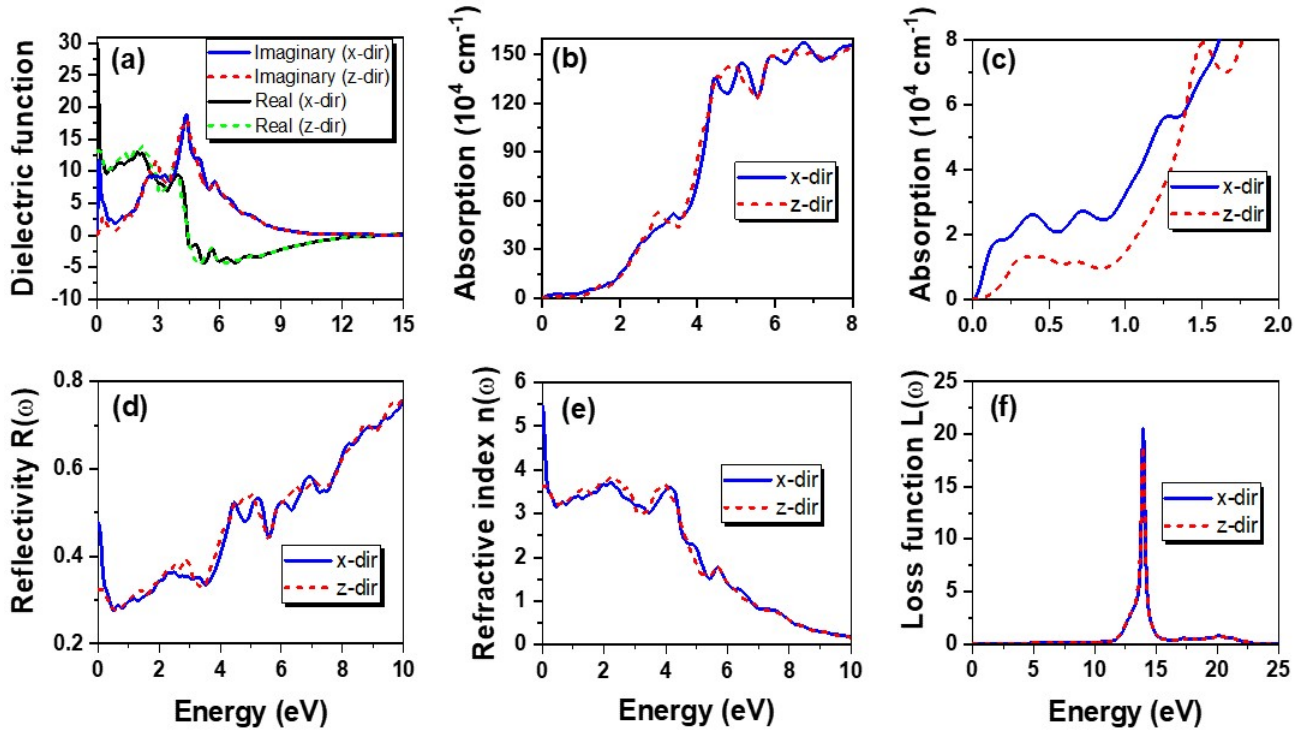 (a)
Imaginary (x-dir)
Imaginary (z-dir)
Real (x-dir)
Real (z-dir)
Dielectric function
30
25
20
15
10
5
0
-5
-10
0 3 6 9 12 15
(b)
x-dir
z-dir
Absorption (10⁴ cm⁻¹)
150
120
90
60
30
0
0 2 4 6 8
(c)
x-dir
z-dir
Absorption (10⁴ cm⁻¹)
8
6
4
2
0
0.0 0.5 1.0 1.5 2.0
(d)
x-dir
z-dir
Reflectivity R(ω)
0.8
0.6
0.4
0.2
0 2 4 6 8 10
Energy (eV)
(e)
x-dir
z-dir
Refractive index n(ω)
6
5
4
3
2
1
0
0 2 4 6 8 10
Energy (eV)
(f)
x-dir
z-dir
Loss function L(ω)
25
20
15
10
5
0
0 5 10 15 20 25
Energy (eV)